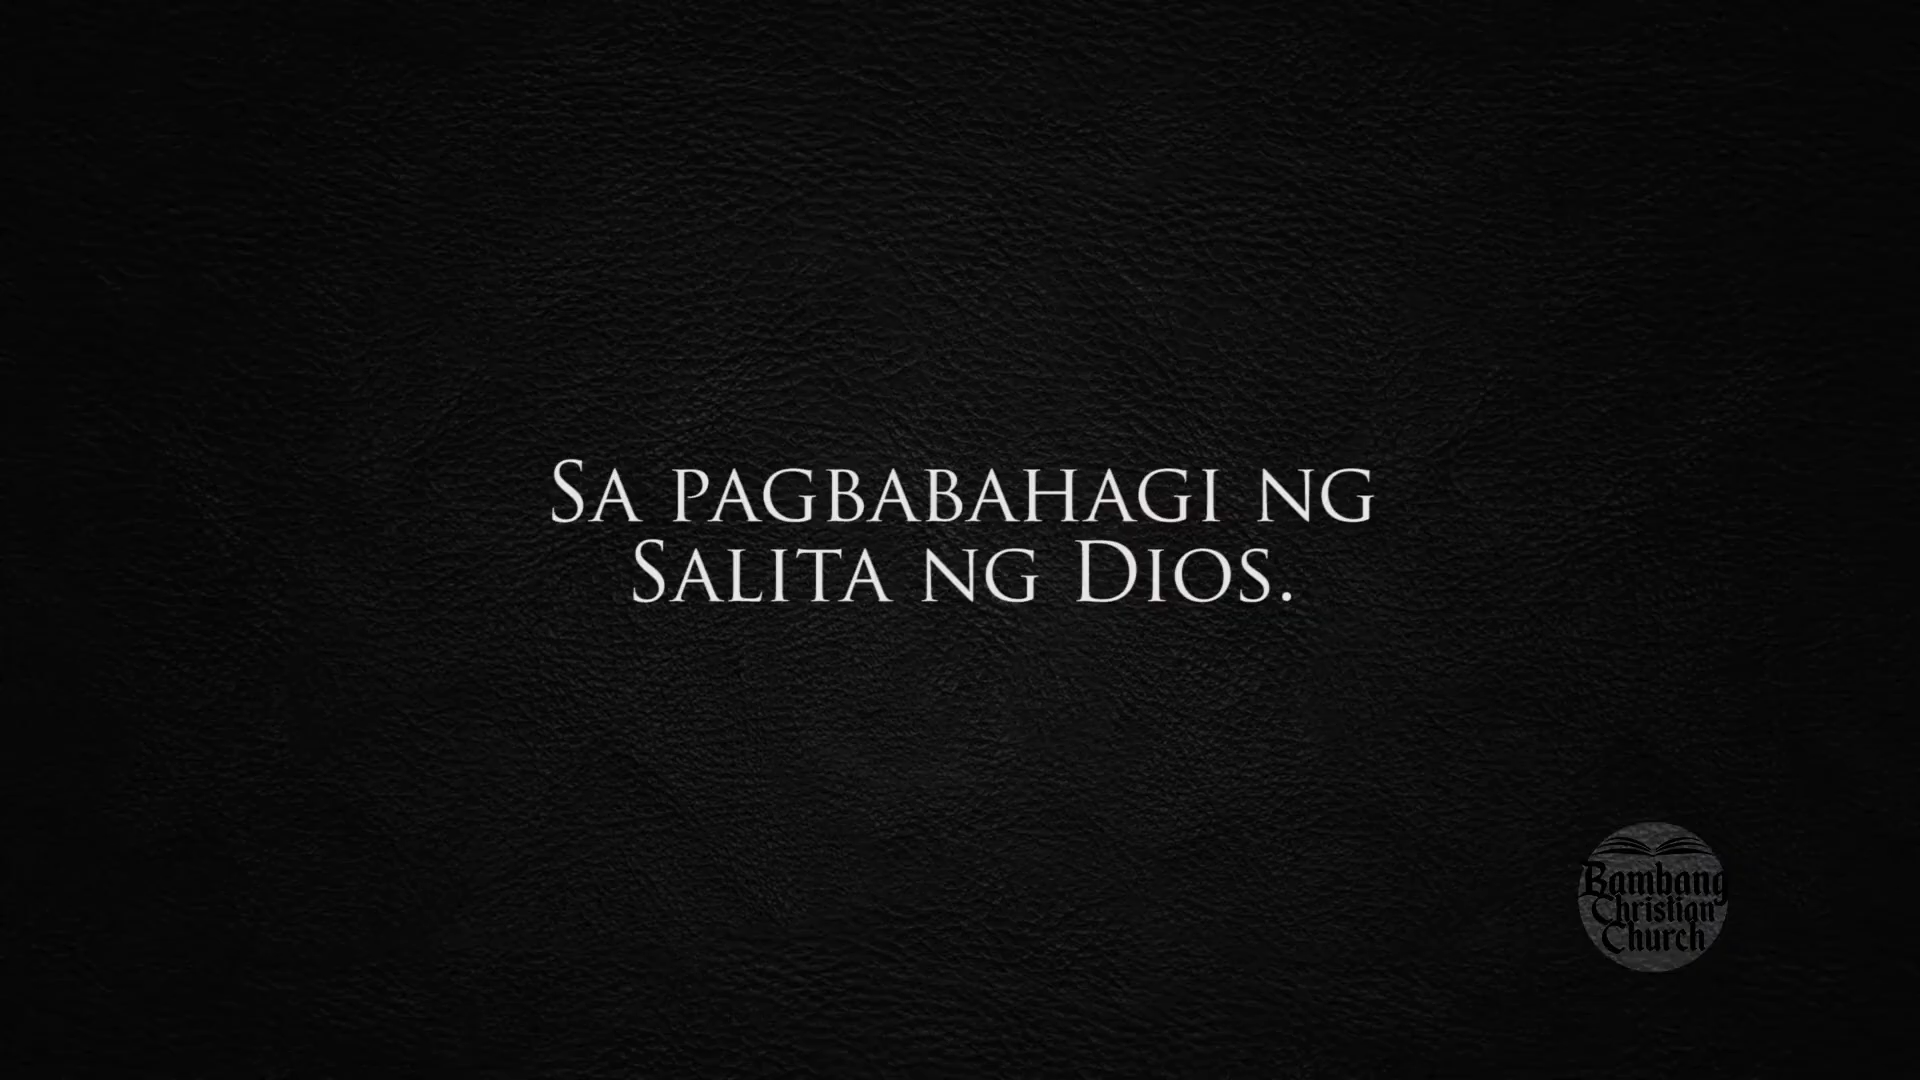 Sa pagbabahagi ng
Salita ng Dios.
Bambang
Christian
Church